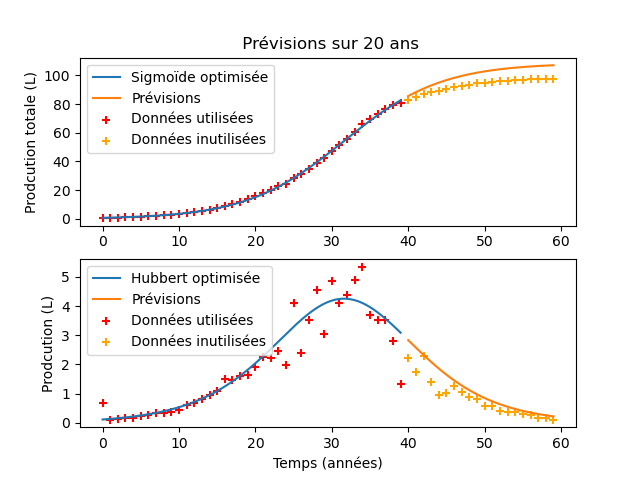 Prévisions sur 20 ans
Prodcution totale (L)
100
80
60
40
20
0
Sigmoïde optimisée
Prévisions
Données utilisées
Données inutilisées
0 10 20 30 40 50 60
Prodcution (L)
5
4
3
2
1
0
Hubbert optimisée
Prévisions
Données utilisées
Données inutilisées
0 10 20 30 40 50 60
Temps (années)